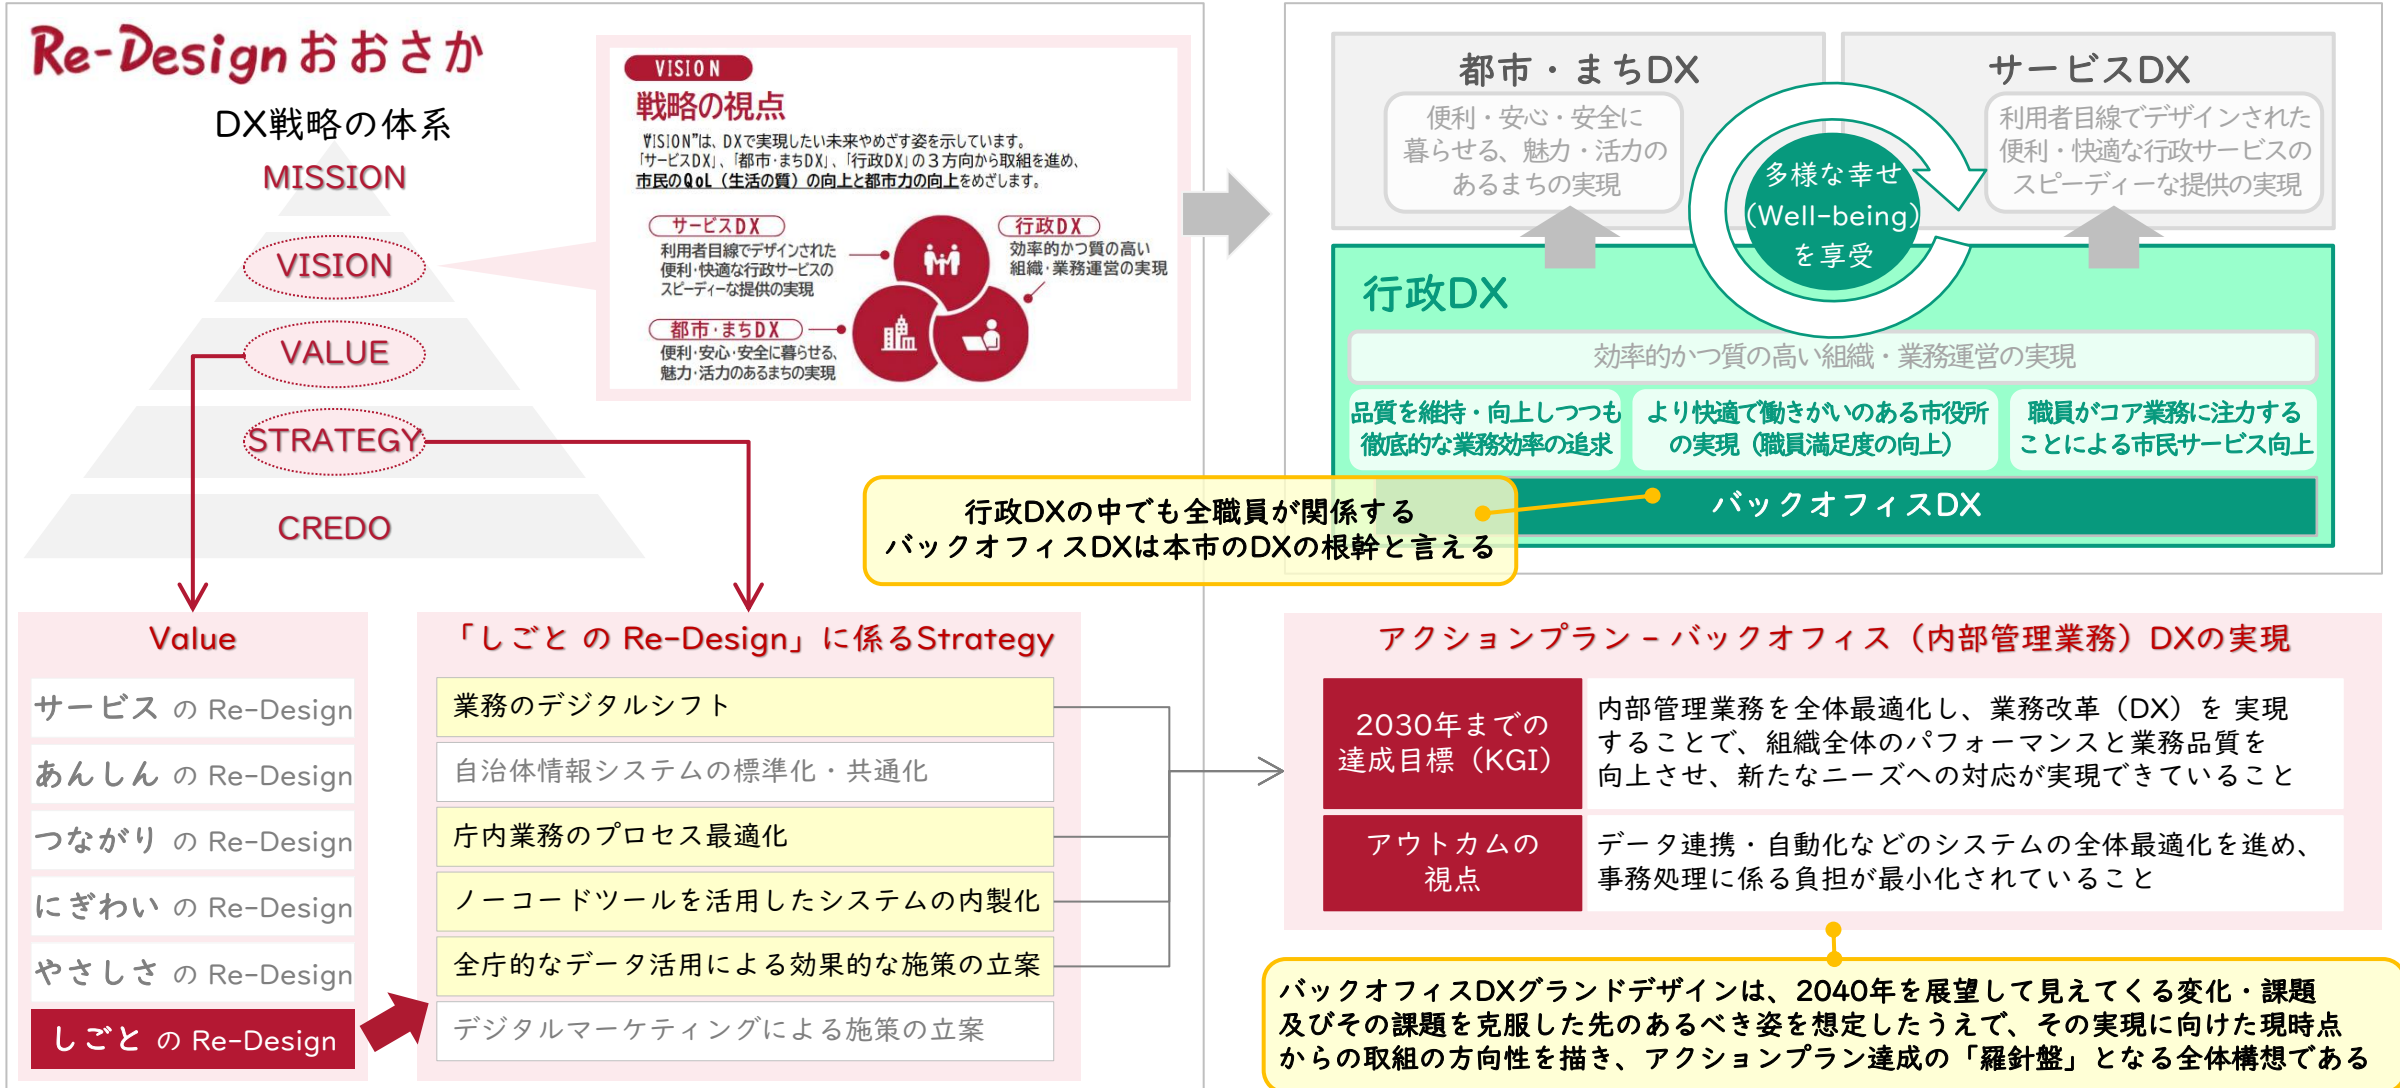 Re-Designおおさか
DX戦略の体系
MISSION
VISION
VALUE
STRATEGY
CREDO
VISION
戦略の視点
"VISION"は、DXで実現したい未来やめざす姿を示しています。
「サービスDX」、「都市・まちDX」、「行政DX」の3方向から取組を進め、
市民のQoL（生活の質）の向上と都市力の向上をめざします。
サービスDX
利用者目線でデザインされた
便利・快適な行政サービスの
スピーディーな提供の実現
行政DX
効率的かつ質の高い
組織・業務運営の実現
都市・まちDX
便利・安心・安全に暮らせる、
魅力・活力のあるまちの実現
都市・まちDX
便利・安心・安全に
暮らせる、魅力・活力の
あるまちの実現
サービスDX
利用者目線でデザインされた
便利・快適な行政サービスの
スピーディーな提供の実現
多様な幸せ
(Well-being)
を享受
行政DX
効率的かつ質の高い組織・業務運営の実現
品質を維持・向上しつつも
徹底的な業務効率の追求
より快適で働きがいのある市役所
の実現（職員満足度の向上）
職員がコア業務に注力する
ことによる市民サービス向上
バックオフィスDX
行政DXの中でも全職員が関係する
バックオフィスDXは本市のDXの根幹と言える
Value
サービス の Re-Design
あんしん の Re-Design
つながり の Re-Design
にぎわい の Re-Design
やさしさ の Re-Design
しごと の Re-Design
「しごと の Re-Design」に係るStrategy
業務のデジタルシフト
自治体情報システムの標準化・共通化
庁内業務のプロセス最適化
ノーコードツールを活用したシステムの内製化
全庁的なデータ活用による効果的な施策の立案
デジタルマーケティングによる施策の立案
アクションプラン – バックオフィス（内部管理業務）DXの実現
2030年までの
達成目標（KGI）
内部管理業務を全体最適化し、業務改革（DX）を 実現
することで、組織全体のパフォーマンスと業務品質を
向上させ、新たなニーズへの対応が実現できていること
アウトカムの
視点
データ連携・自動化などのシステムの全体最適化を進め、
事務処理に係る負担が最小化されていること
バックオフィスDXグランドデザインは、2040年を展望して見えてくる変化・課題
及びその課題を克服した先のあるべき姿を想定したうえで、その実現に向けた現時点
からの取組の方向性を描き、アクションプラン達成の「羅針盤」となる全体構想である